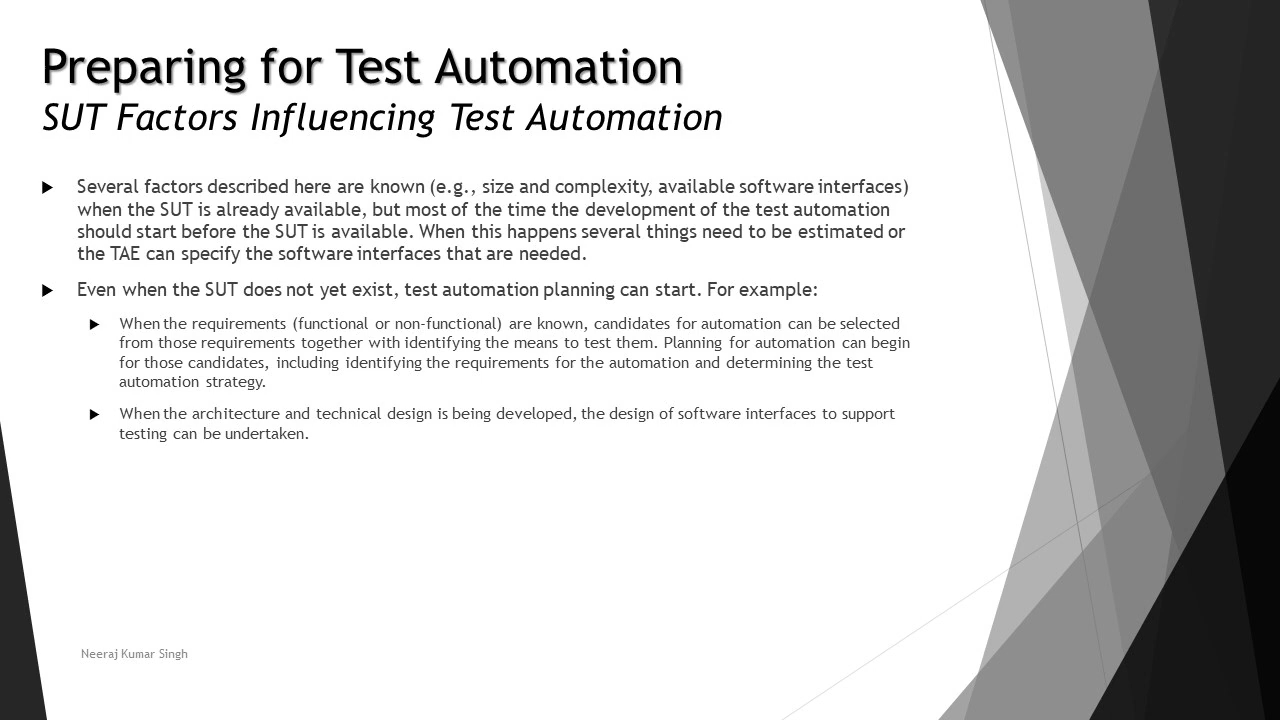 Preparing for Test Automation
SUT Factors Influencing Test Automation
Several factors described here are known (e.g., size and complexity, available software interfaces)
when the SUT is already available, but most of the time the development of the test automation
should start before the SUT is available. When this happens several things need to be estimated or
the TAE can specify the software interfaces that are needed.
Even when the SUT does not yet exist, test automation planning can start. For example:
When the requirements (functional or non-functional) are known, candidates for automation can be selected
from those requirements together with identifying the means to test them. Planning for automation can begin
for those candidates, including identifying the requirements for the automation and determining the test
automation strategy.
When the architecture and technical design is being developed, the design of software interfaces to support
testing can be undertaken.
Neeraj Kumar Singh